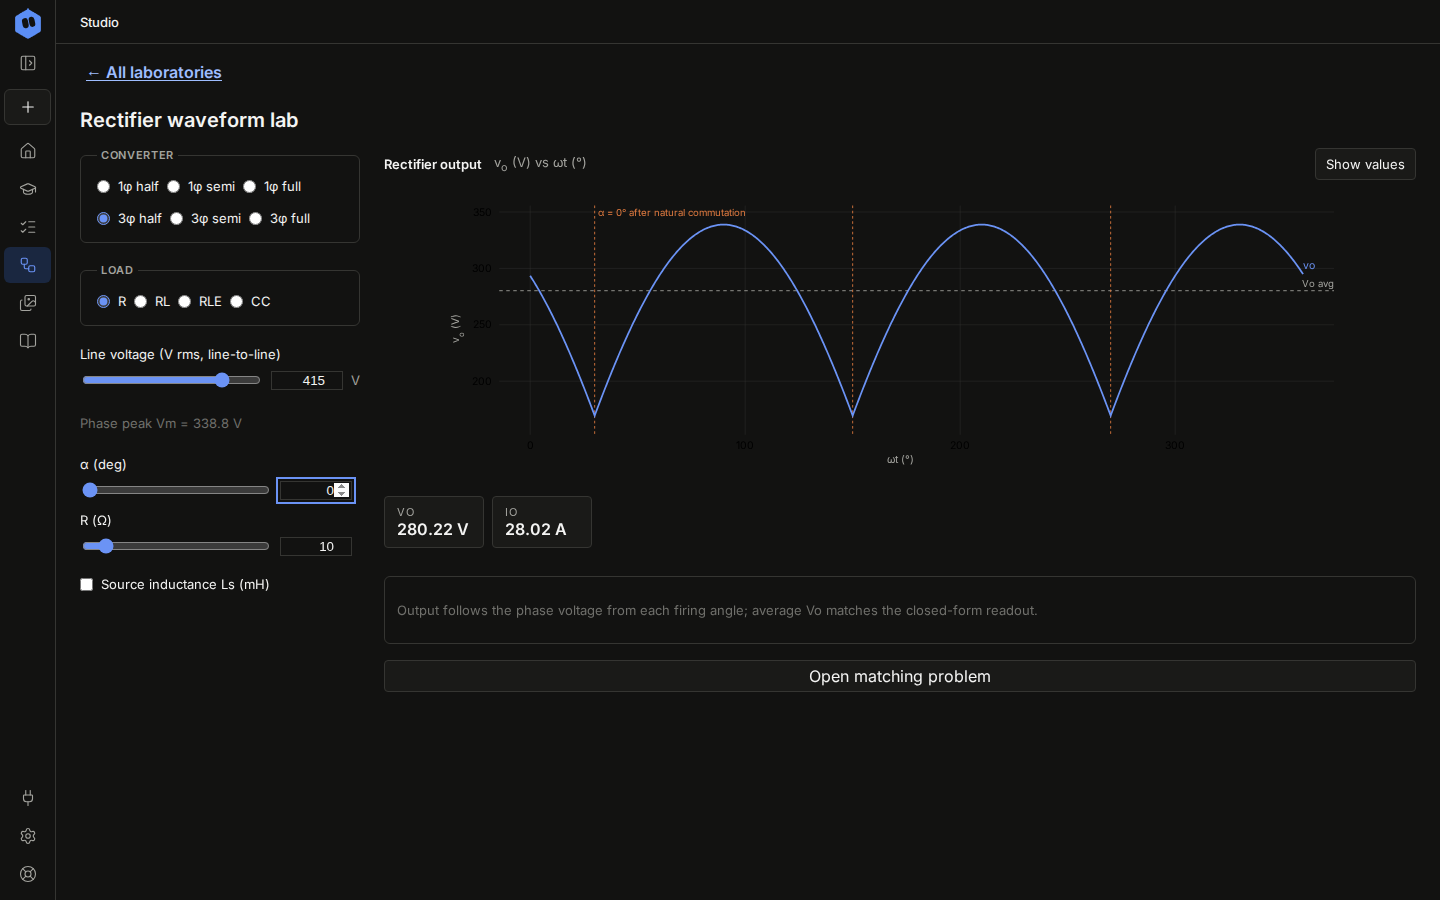 Studio
← All laboratories
Rectifier waveform lab
CONVERTER
1φ half 1φ semi 1φ full
3φ half 3φ semi 3φ full
LOAD
R RL RLE CC
Line voltage (V rms, line-to-line)
415 V
Phase peak Vm = 338.8 V
α (deg)
0
R (Ω)
10
Source inductance Ls (mH)
Rectifier output vo (V) vs ωt (°)
Show values
α = 0° after natural commutation
350
300
250
200
vo (V)
vo
Vo avg
0 100 200 300
ωt (°)
VO
280.22 V
IO
28.02 A
Output follows the phase voltage from each firing angle; average Vo matches the closed-form readout.
Open matching problem